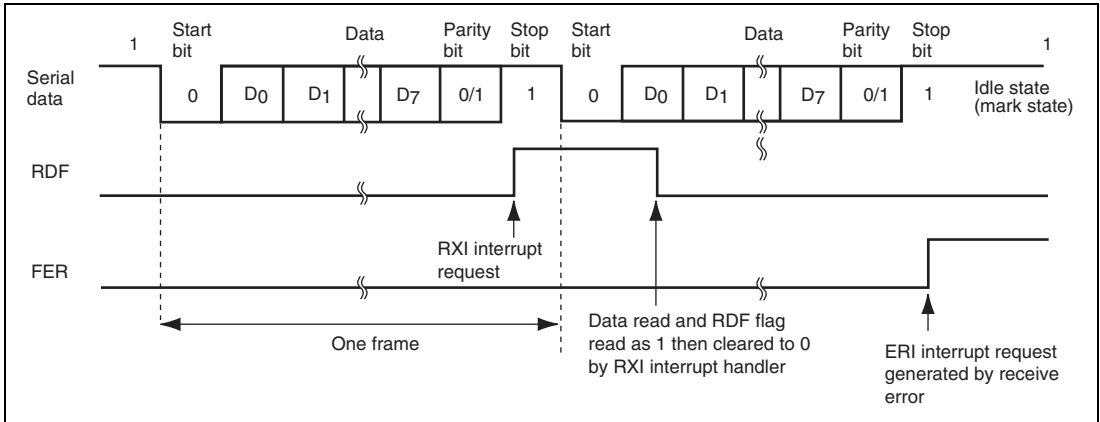 1 Start bit Data Parity bit Stop bit Start bit Data Parity bit Stop bit 1
Serial data
0 D0 D1 D7 0/1 1 0 D0 D1 D7 0/1 1
Idle state
(mark state)
RDF
RXI interrupt
request
FER
One frame
Data read and RDF flag
read as 1 then cleared to 0
by RXI interrupt handler
ERI interrupt request
generated by receive
error